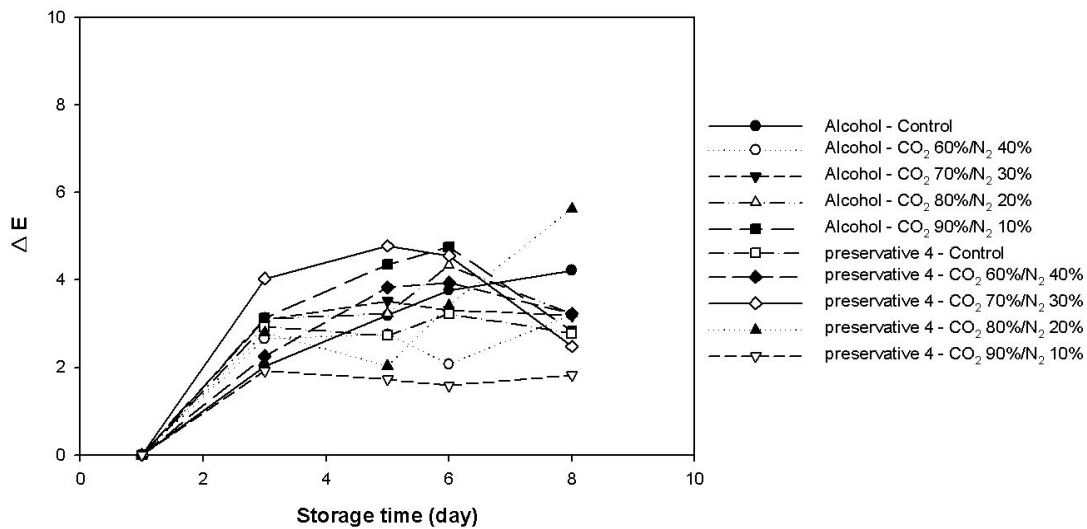 10
8
6
4
2
0
△ E
0 2 4 6 8 10
Storage time (day)
Alcohol - Control
Alcohol - CO₂ 60%/N₂ 40%
Alcohol - CO₂ 70%/N₂ 30%
Alcohol - CO₂ 80%/N₂ 20%
Alcohol - CO₂ 90%/N₂ 10%
preservative 4 - Control
preservative 4 - CO₂ 60%/N₂ 40%
preservative 4 - CO₂ 70%/N₂ 30%
preservative 4 - CO₂ 80%/N₂ 20%
preservative 4 - CO₂ 90%/N₂ 10%